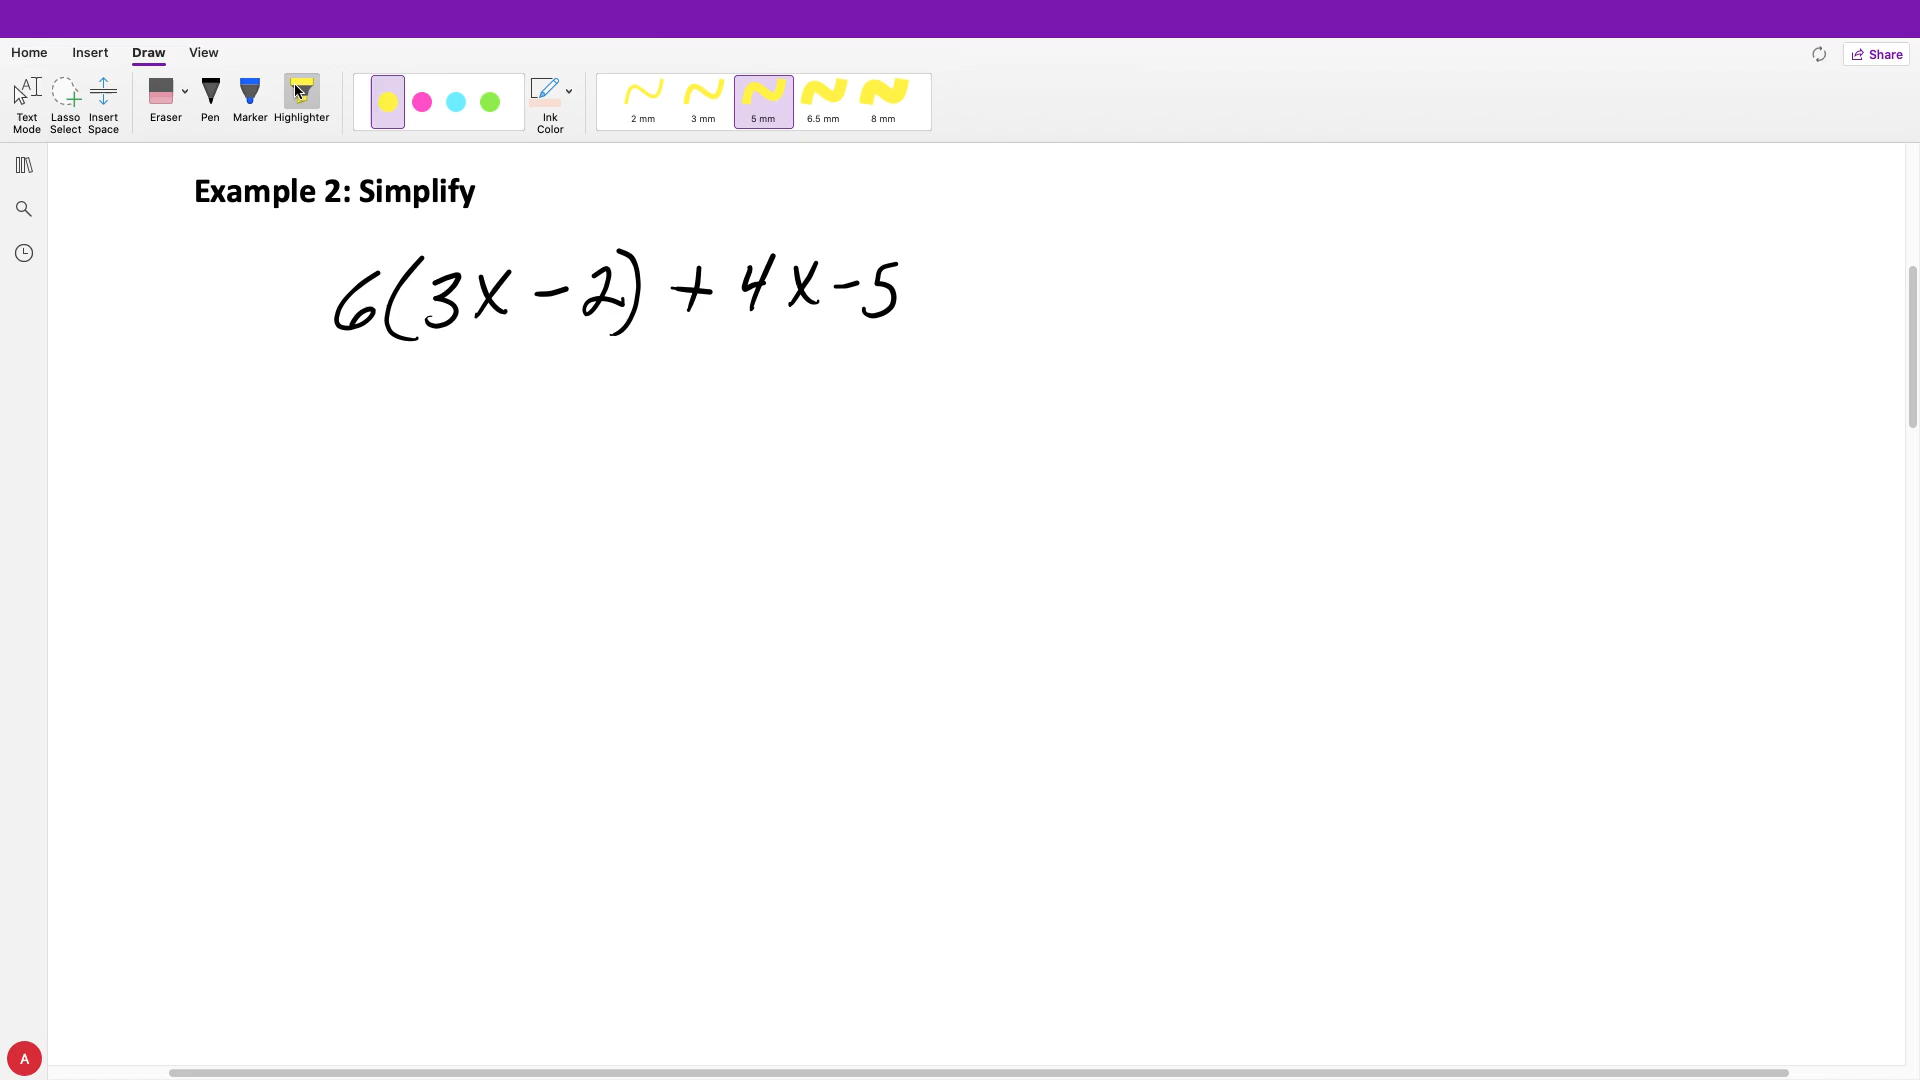 Home Insert Draw View
Share
Text Mode
Lasso Select
Insert Space
Eraser
Pen
Marker
Highlighter
Ink Color
2 mm
3 mm
5 mm
6.5 mm
8 mm
Example 2: Simplify
6(3x - 2) + 4x - 5
A